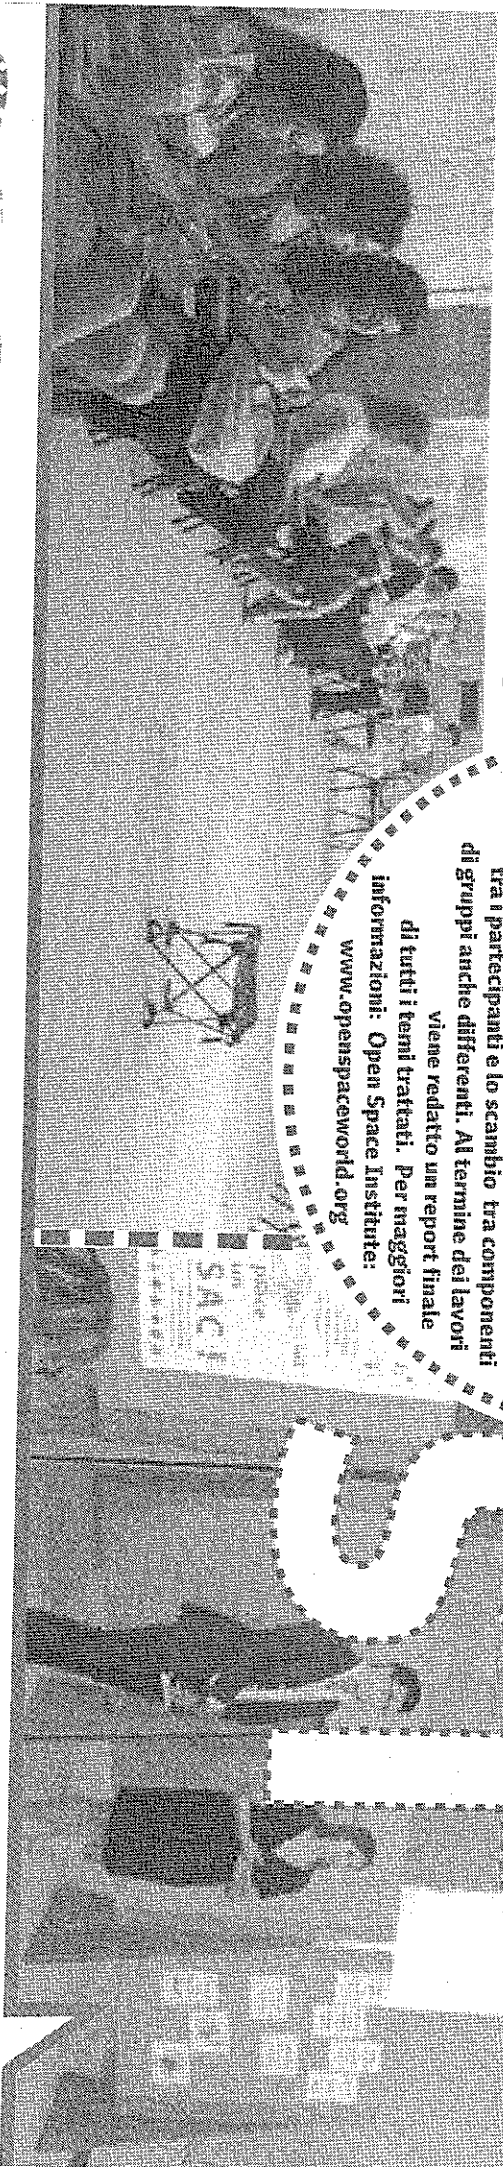 tra i partecipanti e lo scambio tra componenti
di gruppi anche differenti. Al termine dei lavori
viene redatto un report finale
di tutti i temi trattati. Per maggiori
informazioni: Open Space Institute:
www.openspaceworld.org
SI